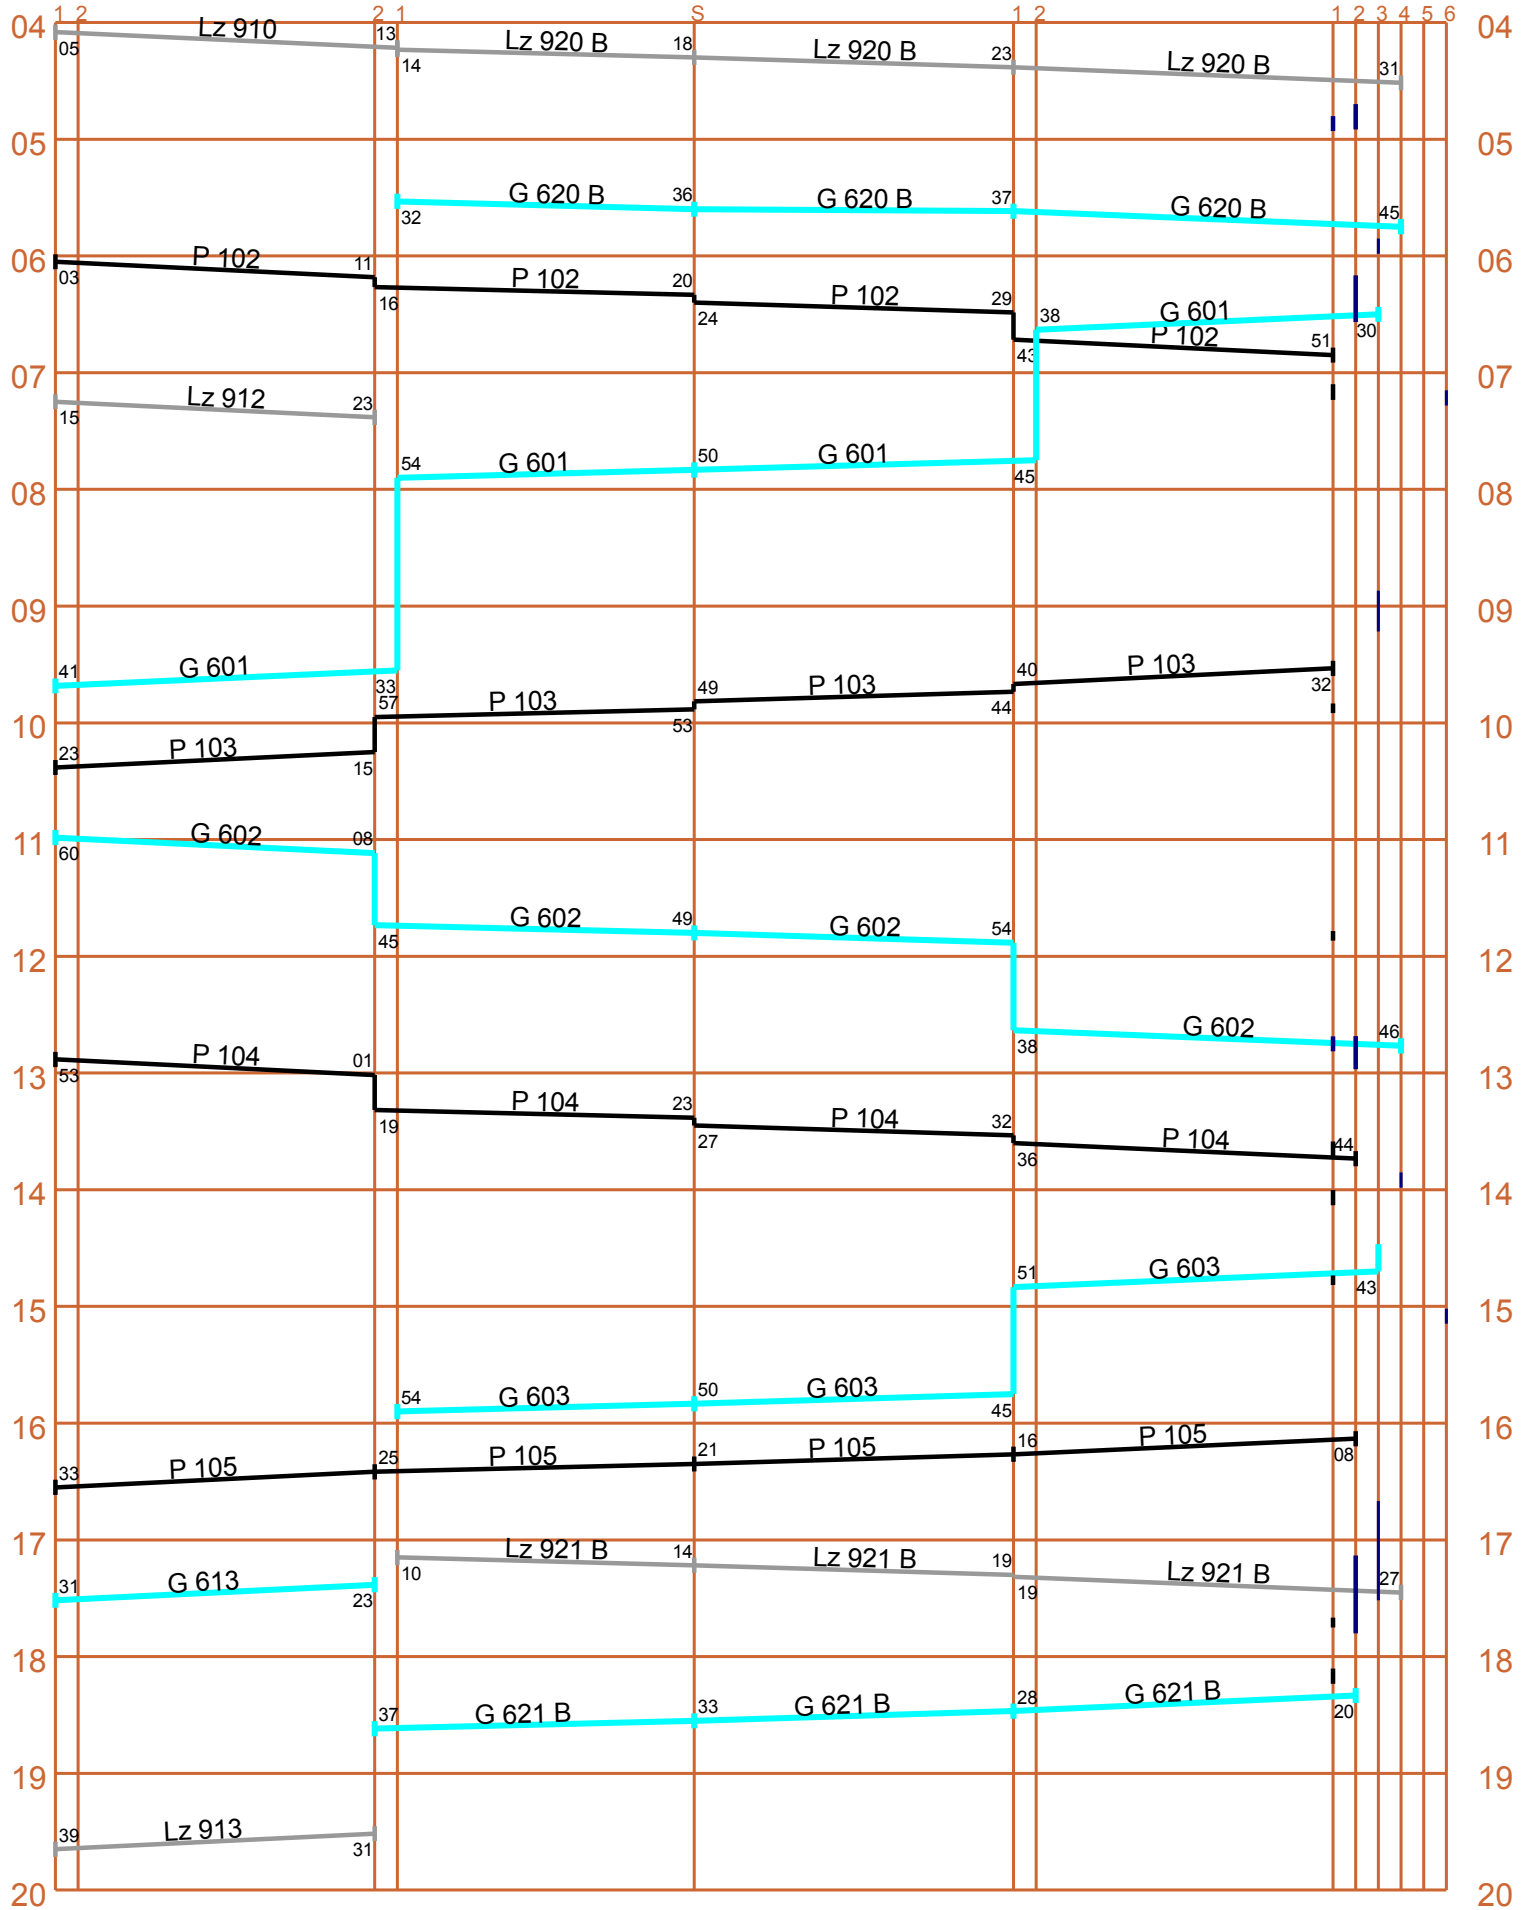 1 2 2 1 S 1 2 1 2 3 4 5 6
04 Lz 910 13 Lz 920 B 18 Lz 920 B 23 Lz 920 B 31 04
05 14
05 05
G 620 B 36 G 620 B 37 G 620 B 45
32
06 P 102 11 P 102 20 P 102 29 38 G 601 06
03 16 24 43 P 102 51 30
07 07
Lz 912 23
15
54 G 601 50 G 601 45
08 08
09 09
41 G 601 33
57 P 103 49 P 103 40 P 103 32
53 44
10 10
23 P 103 15
11 G 602 08 11
60
45 G 602 49 G 602 54
12 12
38 G 602 46
P 104 01
13 53 13
19 P 104 23 P 104 32 P 104 44
27 36
14 14
51 G 603 43
15 15
54 G 603 50 G 603 45
16 16
33 P 105 25 P 105 21 P 105 16 P 105 08
17 17
Lz 921 B 14 Lz 921 B 19 Lz 921 B 27
10 19
31 G 613 23
18 18
37 G 621 B 33 G 621 B 28 G 621 B 20
19 19
39 Lz 913 31
20 20